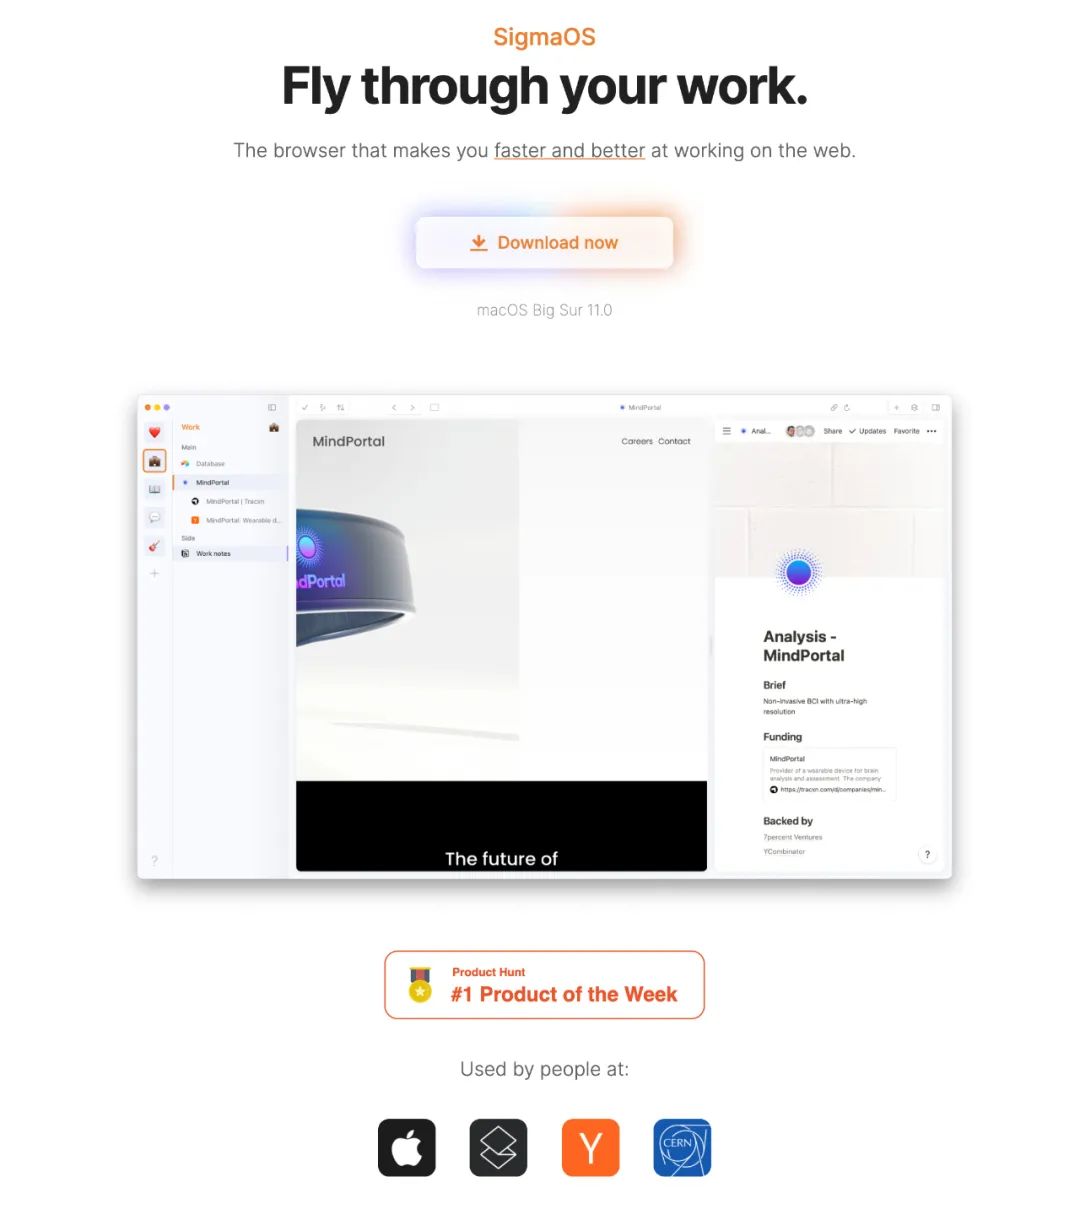 SigmaOS
Fly through your work.
The browser that makes you faster and better at working on the web.
Download now
macOS Big Sur 11.0
MindPortal
Work
Main
Database
MindPortal
MindPortal | Tracxn
MindPortal: Wearable d...
Side
Work notes
?
MindPortal
Careers Contact
ndPortal
The future of
Anal...
Share Updates Favorite
Analysis -
MindPortal
Brief
Non-invasive BCI with ultra-high
resolution
Funding
MindPortal
Provider of a wearable device for brain
analysis and assessment. The company
https://tracxn.com/d/companies/min...
Backed by
7percent Ventures
YCombinator
?
Product Hunt
#1 Product of the Week
Used by people at:
Y
CERN